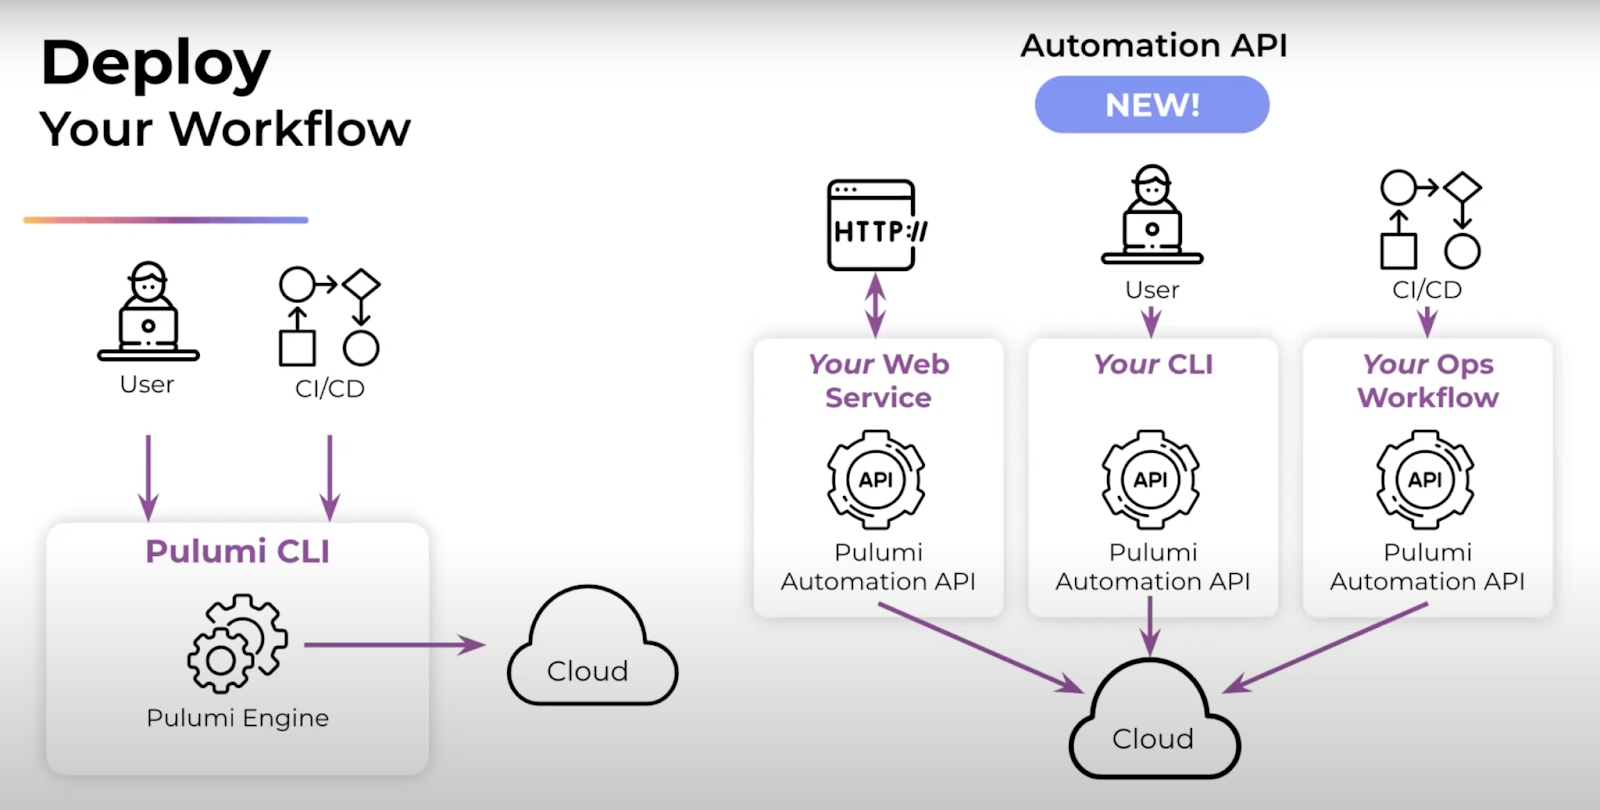 Deploy
Your Workflow
User
CI/CD
Pulumi CLI
Pulumi Engine
Cloud
Automation API
NEW!
HTTP://
User
CI/CD
Your Web
Service
API
Pulumi
Automation API
Your CLI
API
Pulumi
Automation API
Your Ops
Workflow
API
Pulumi
Automation API
Cloud